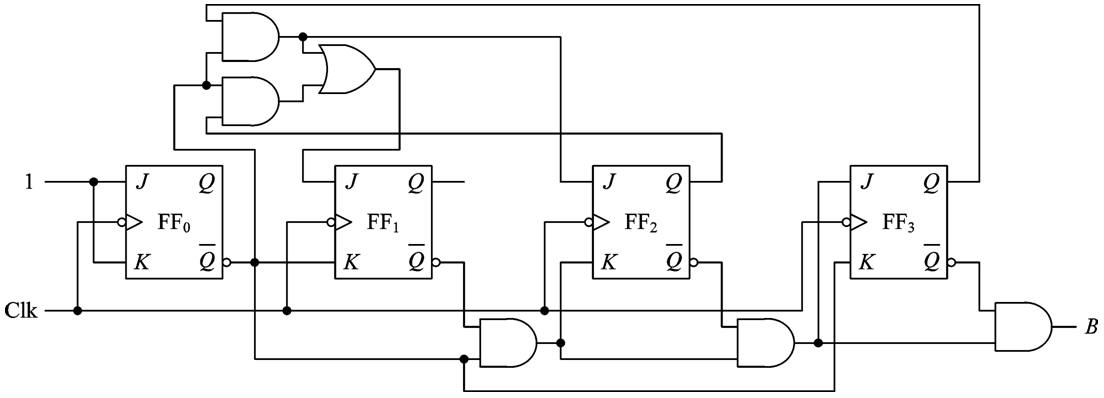 1 J Q J Q J Q J Q
FF₀ FF₁ FF₂ FF₃
K Q̅ K Q̅ K Q̅ K Q̅
Clk
B